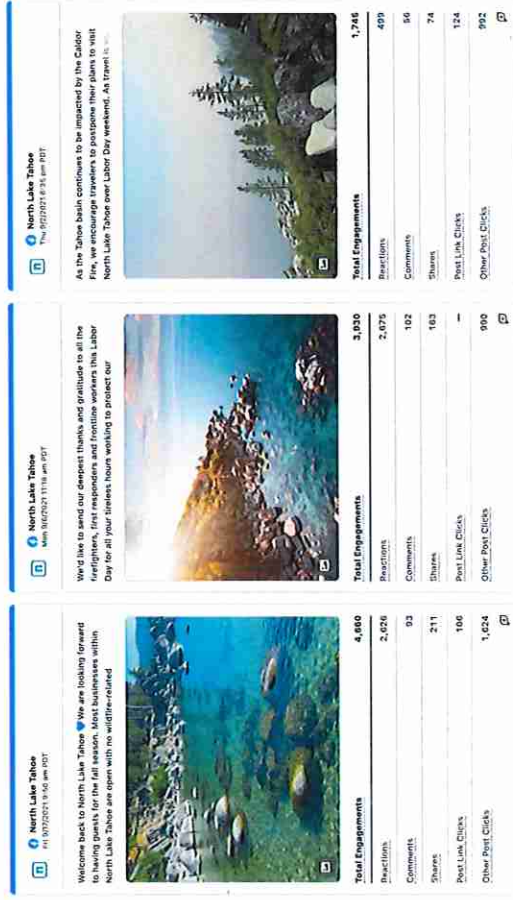 North Lake Tahoe
Fri 9/17/2021 9:50 am PDT
Welcome back to North Lake Tahoe 💙 We are looking forward
to having guests for the fall season. Most businesses within
North Lake Tahoe are open with no wildfire-related
Total Engagements 4,660
Reactions 2,626
Comments 93
Shares 211
Post Link Clicks 106
Other Post Clicks 1,624
North Lake Tahoe
Mon 9/6/2021 11:16 am PDT
We'd like to send our deepest thanks and gratitude to all the
firefighters, first responders and frontline workers this Labor
Day for all your tireless hours working to protect our
Total Engagements 3,930
Reactions 2,675
Comments 102
Shares 163
Post Link Clicks —
Other Post Clicks 990
North Lake Tahoe
Thu 9/2/2021 6:35 pm PDT
As the Tahoe basin continues to be impacted by the Caldor
Fire, we encourage travelers to postpone their plans to visit
North Lake Tahoe over Labor Day weekend. As travel is
Total Engagements 1,745
Reactions 499
Comments 56
Shares 74
Post Link Clicks 124
Other Post Clicks 992